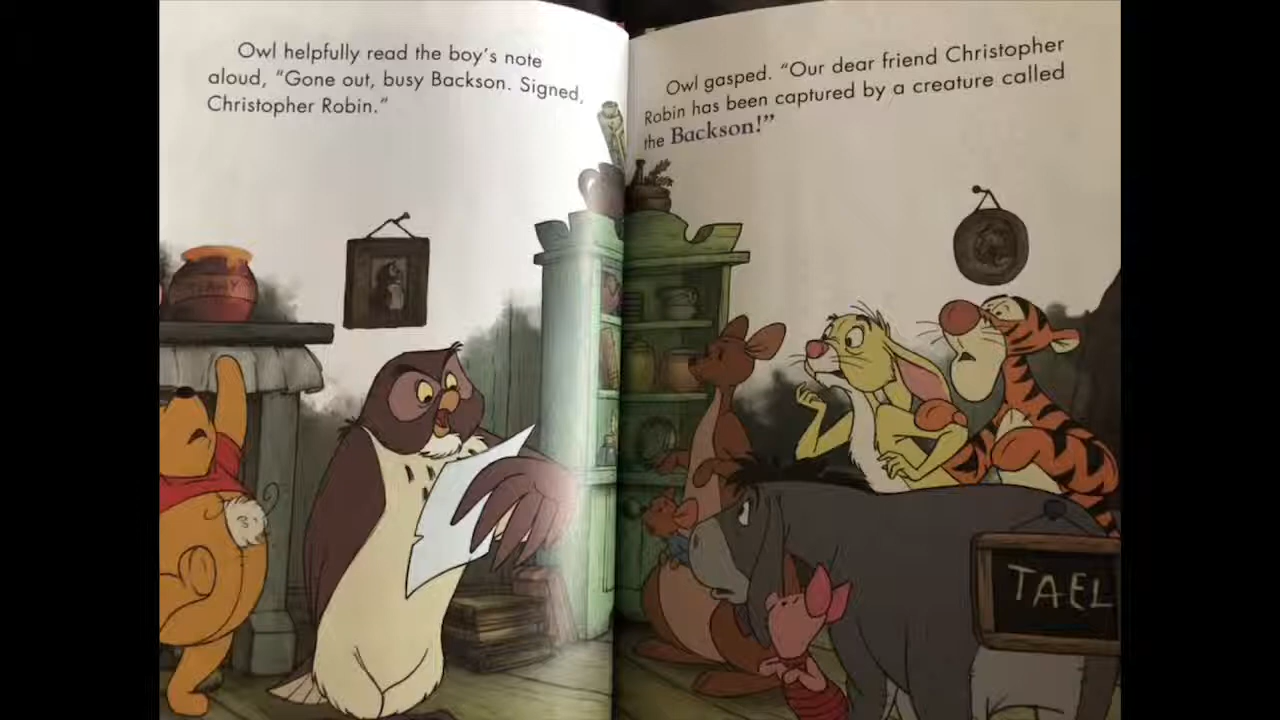 Owl helpfully read the boy's note
aloud, "Gone out, busy Backson. Signed,
Christopher Robin."
Owl gasped. "Our dear friend Christopher
Robin has been captured by a creature called
the Backson!"
TAEL